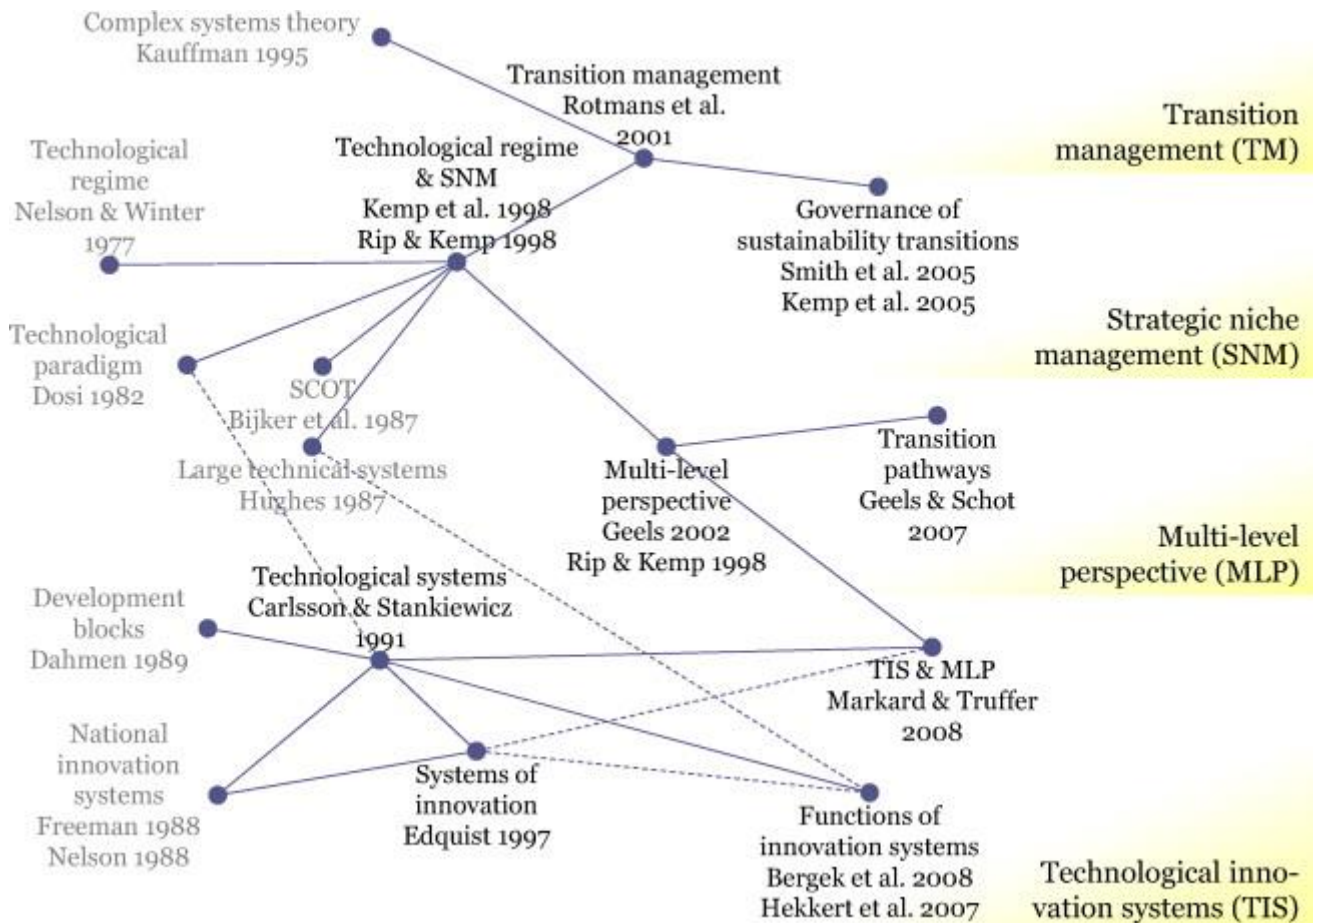 Complex systems theory
Kauffman 1995
Transition management
Rotmans et al.
2001
Transition
management (TM)
Technological
regime
Nelson & Winter
1977
Technological regime
& SNM
Kemp et al. 1998
Rip & Kemp 1998
Governance of
sustainability transitions
Smith et al. 2005
Kemp et al. 2005
Strategic niche
management (SNM)
Technological
paradigm
Dosi 1982
SCOT
Bijker et al. 1987
Large technical systems
Hughes 1987
Multi-level
perspective
Geels 2002
Rip & Kemp 1998
Transition
pathways
Geels & Schot
2007
Multi-level
perspective (MLP)
Development
blocks
Dahmen 1989
Technological systems
Carlsson & Stankiewicz
1991
TIS & MLP
Markard & Truffer
2008
National
innovation
systems
Freeman 1988
Nelson 1988
Systems of
innovation
Edquist 1997
Functions of
innovation systems
Bergek et al. 2008
Hekkert et al. 2007
Technological inno-
vation systems (TIS)